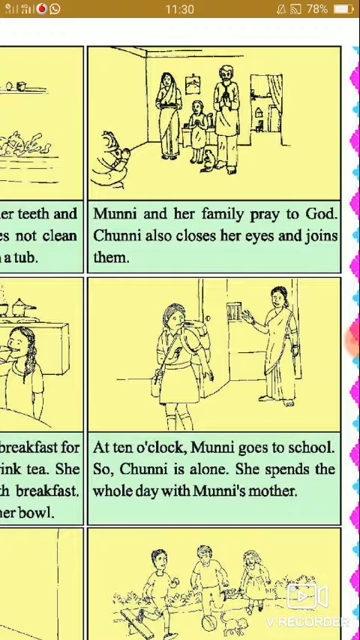 11:30
78%
er teeth and
s not clean
a tub.
Munni and her family pray to God.
Chunni also closes her eyes and joins
them.
breakfast for
ink tea. She
th breakfast,
er bowl.
At ten o'clock, Munni goes to school.
So, Chunni is alone. She spends the
whole day with Munni's mother.
V.RECORDER